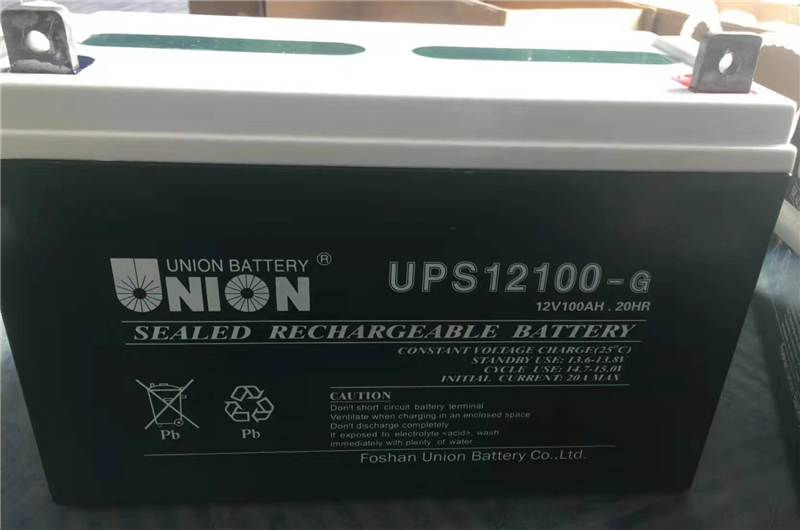 UNION BATTERY ®
UNION
UPS12100-G
12V100AH . 20HR
SEALED RECHARGEABLE BATTERY
CONSTANT VOLTAGE CHARGE(25°C)
STANDBY USE: 13.6-13.8V
CYCLE USE: 14.7-15.0V
INITIAL CURRENT: 20A MAX
Pb
Pb
CAUTION
Don't short circuit battery terminal
Ventilate when charging in an enclosed space
Don't discharge completely
If exposed to electrolyte <acid>, wash
immediately with plenty of water
Foshan Union Battery Co.,Ltd.